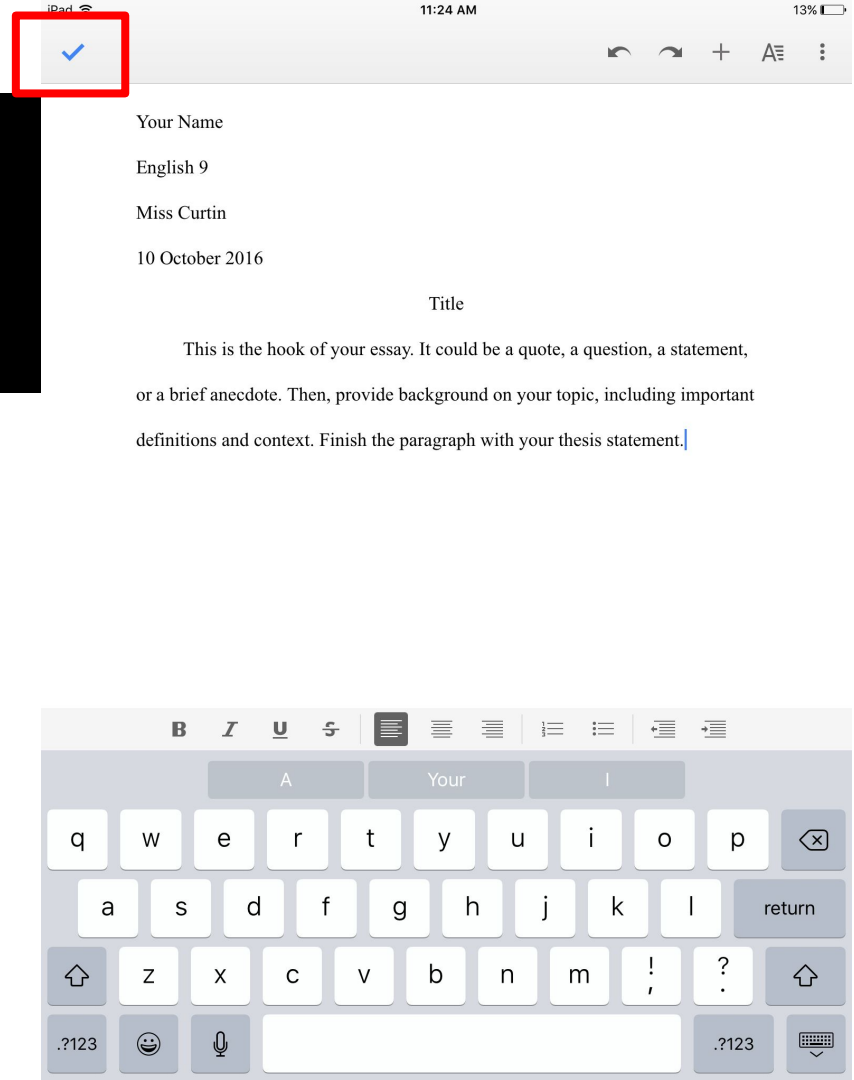 iPad 11:24 AM 13%
Your Name
English 9
Miss Curtin
10 October 2016
Title
This is the hook of your essay. It could be a quote, a question, a statement,
or a brief anecdote. Then, provide background on your topic, including important
definitions and context. Finish the paragraph with your thesis statement.
B I U S
A Your I
q w e r t y u i o p
a s d f g h j k l return
z x c v b n m ! , ? .
.?123 .?123